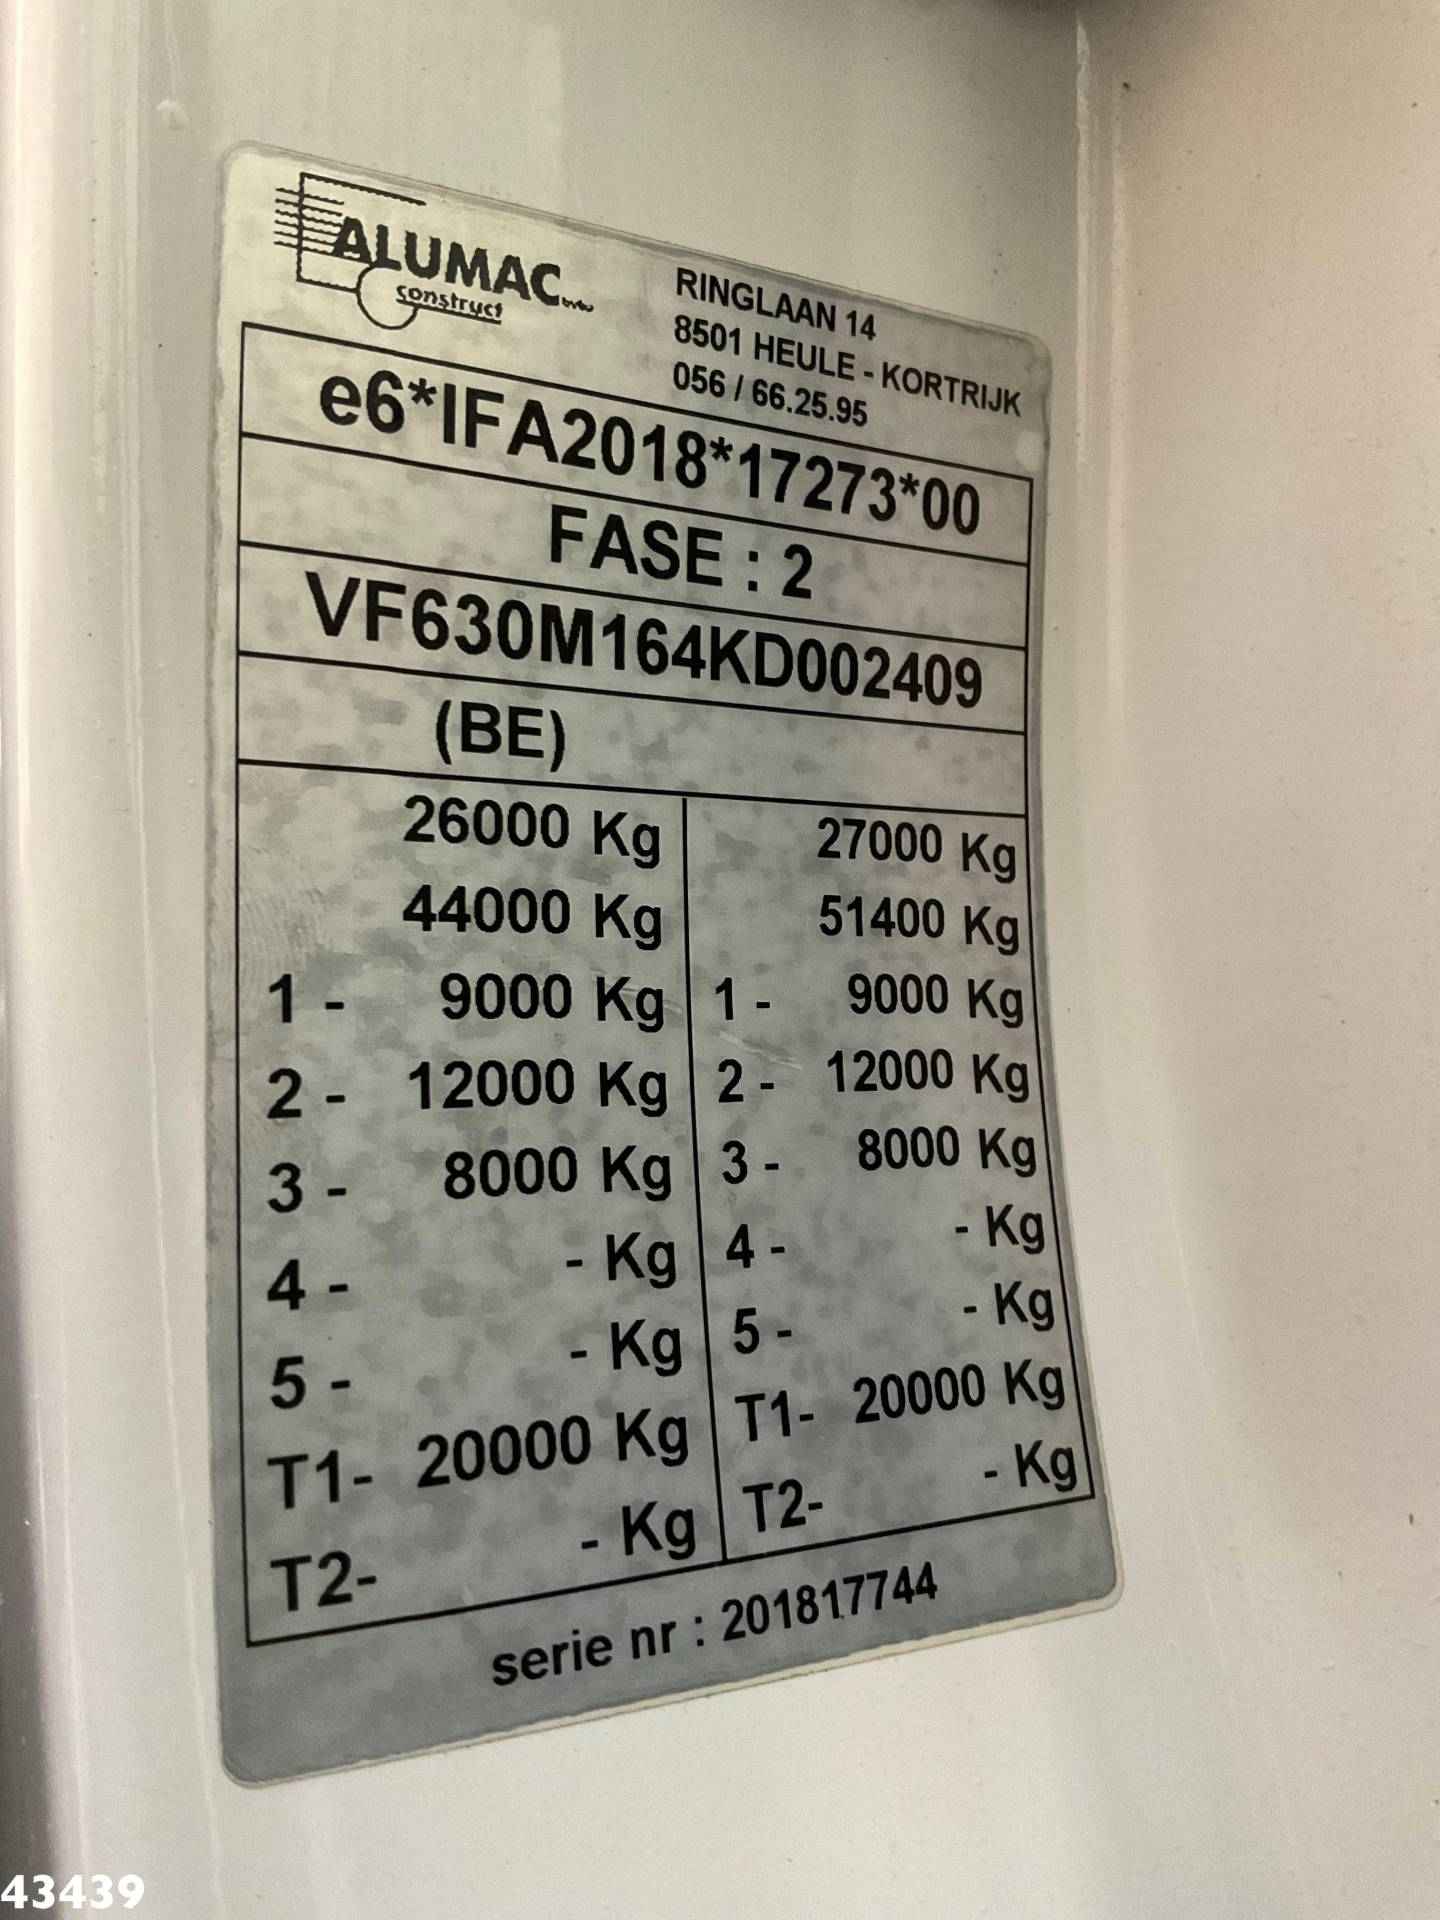 ALUMAC bvba
construct
RINGLAAN 14
8501 HEULE - KORTRIJK
056 / 66.25.95
e6*IFA2018*17273*00
FASE : 2
VF630M164KD002409
(BE)
26000 Kg 27000 Kg
44000 Kg 51400 Kg
1 - 9000 Kg 1 - 9000 Kg
2 - 12000 Kg 2 - 12000 Kg
3 - 8000 Kg 3 - 8000 Kg
4 - - Kg 4 - - Kg
5 - - Kg 5 - - Kg
T1- 20000 Kg T1- 20000 Kg
T2- - Kg T2- - Kg
serie nr : 201817744
43439